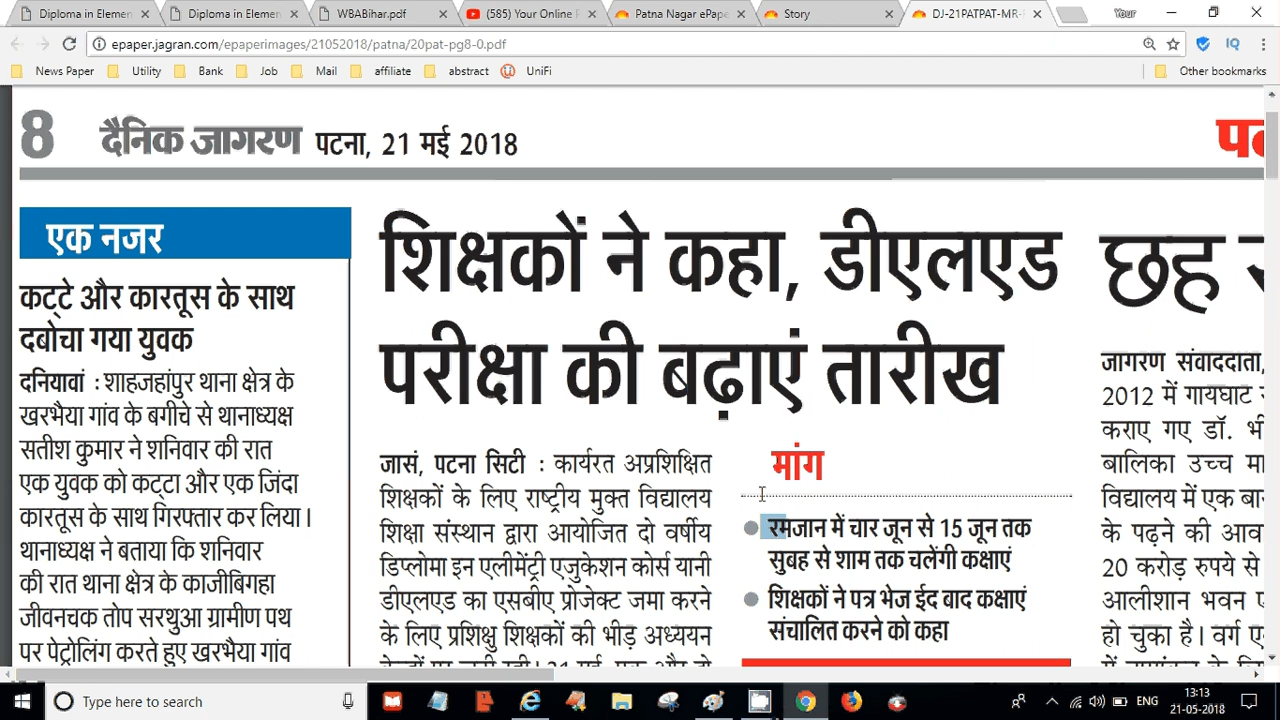 Diploma in Elemen
Diploma in Elemen
WBABihar.pdf
(585) Your Online
Patna Nagar ePape
Story
DJ-21PATPAT-MR-
Your
epaper.jagran.com/epaperimages/21052018/patna/20pat-pg8-0.pdf
News Paper
Utility
Bank
Job
Mail
affiliate
abstract
UniFi
Other bookmarks
8
दैनिक जागरण पटना, 21 मई 2018
एक नजर
कट्टे और कारतूस के साथ
दबोचा गया युवक
दनियावां : शाहजहांपुर थाना क्षेत्र के
खरभैया गांव के बगीचे से थानाध्यक्ष
सतीश कुमार ने शनिवार की रात
एक युवक को कट्टा और एक जिंदा
कारतूस के साथ गिरफ्तार कर लिया।
थानाध्यक्ष ने बताया कि शनिवार
की रात थाना क्षेत्र के काजीबिगहा
जीवनचक तोप सरथुआ ग्रामीण पथ
पर पेट्रोलिंग करते हुए खरभैया गांव
शिक्षकों ने कहा, डीएलएड
परीक्षा की बढ़ाएं तारीख
जासं, पटना सिटी : कार्यरत अप्रशिक्षित
शिक्षकों के लिए राष्ट्रीय मुक्त विद्यालय
शिक्षा संस्थान द्वारा आयोजित दो वर्षीय
डिप्लोमा इन एलीमेंट्री एजुकेशन कोर्स यानी
डीएलएड का एसबीए प्रोजेक्ट जमा करने
के लिए प्रशिक्षु शिक्षकों की भीड़ अध्ययन
मांग
रमजान में चार जून से 15 जून तक
सुबह से शाम तक चलेंगी कक्षाएं
शिक्षकों ने पत्र भेज ईद बाद कक्षाएं
संचालित करने को कहा
छह
जागरण संवाददाता,
2012 में गायघाट
कराए गए डॉ. भी
बालिका उच्च मा
विद्यालय में एक बा
के पढ़ने की आव
20 करोड़ रुपये से
आलीशान भवन
हो चुका है। वर्ग
Type here to search
ENG
13:13
21-05-2018